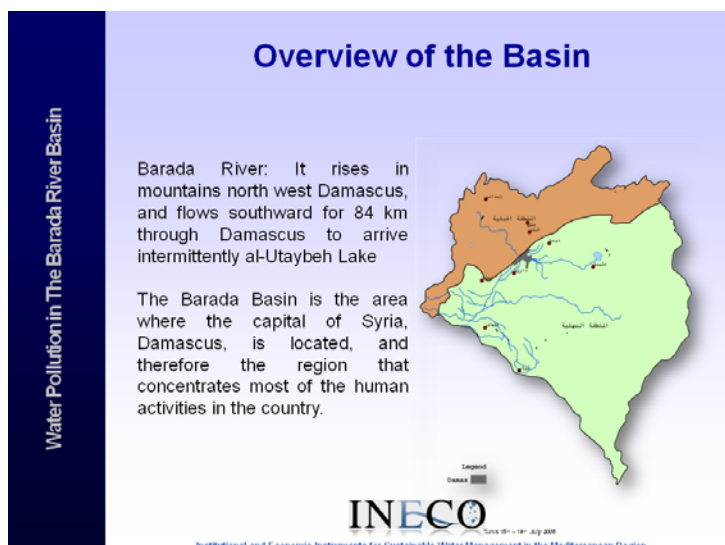 Overview of the Basin
Water Pollution in The Barada River Basin
Barada River: It rises in
mountains north west Damascus,
and flows southward for 84 km
through Damascus to arrive
intermittently al-Utaybeh Lake
The Barada Basin is the area
where the capital of Syria,
Damascus, is located, and
therefore the region that
concentrates most of the human
activities in the country.
المنطقة الجبلية
المنطقة السهلية
Legend
Damas
INECO
July
Institutional and Economic Instruments for Sustainable Water Management in the Mediterranean Region